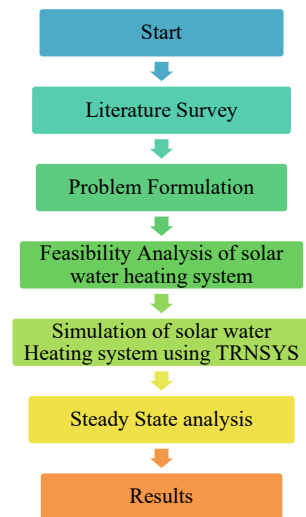 Start
Literature Survey
Problem Formulation
Feasibility Analysis of solar
water heating system
Simulation of solar water
Heating system using TRNSYS
Steady State analysis
Results